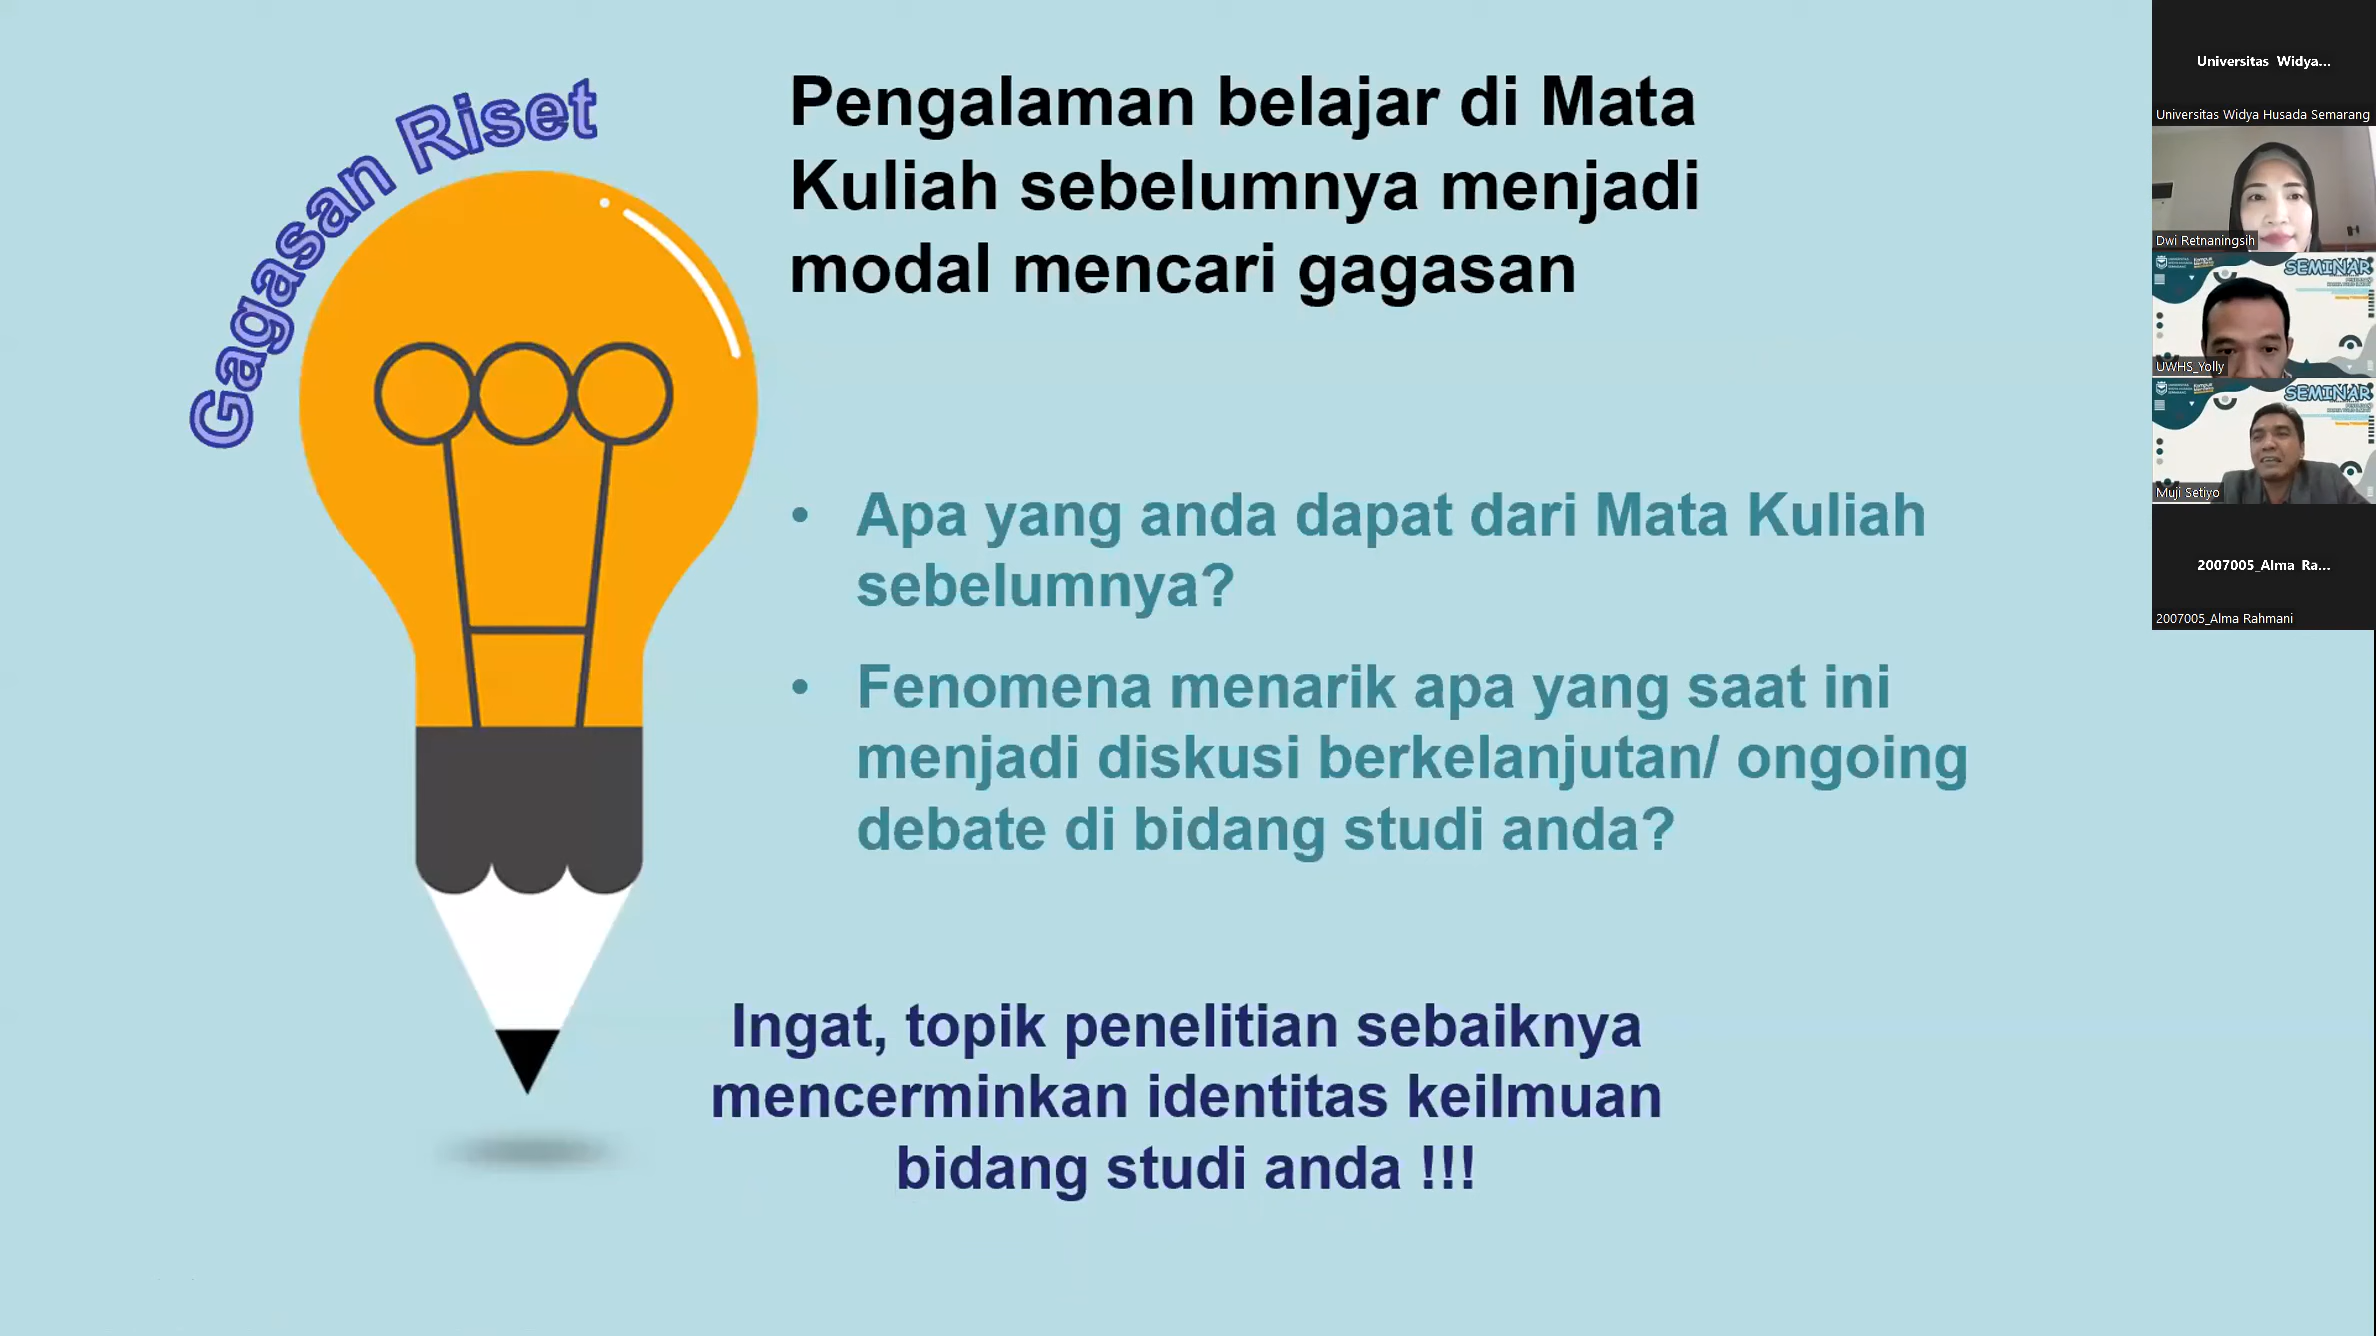 Gagasan Riset
Pengalaman belajar di Mata
Kuliah sebelumnya menjadi
modal mencari gagasan
• Apa yang anda dapat dari Mata Kuliah
sebelumnya?
• Fenomena menarik apa yang saat ini
menjadi diskusi berkelanjutan/ ongoing
debate di bidang studi anda?
Ingat, topik penelitian sebaiknya
mencerminkan identitas keilmuan
bidang studi anda !!!
Universitas Widya...
Universitas Widya Husada Semarang
Dwi Retnaningsih
SEMINAR
UWHS_Yolly
SEMINAR
Muji Setiyo
2007005_Alma Ra...
2007005_Alma Rahmani